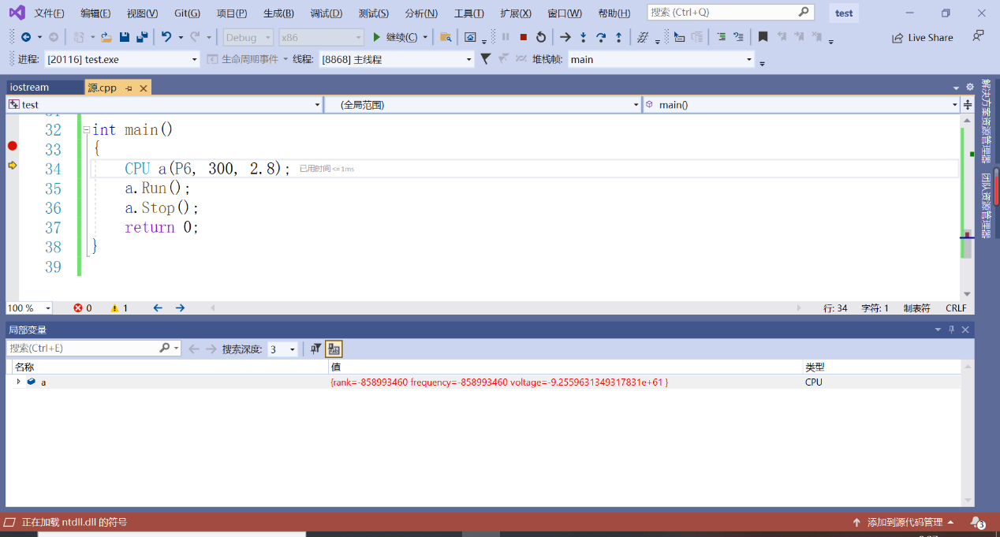 文件(F) 编辑(E) 视图(V) Git(G) 项目(P) 生成(B) 调试(D) 测试(S) 分析(N) 工具(T) 扩展(X) 窗口(W) 帮助(H) 搜索 (Ctrl+Q) test
Debug x86 继续(C) Live Share
进程: [20116] test.exe 生命周期事件 线程: [8868] 主线程 堆栈帧: main
iostream 源.cpp
test (全局范围) main()
32 int main()
33 {
34 CPU a(P6, 300, 2.8); 已用时间 <=1ms
35 a.Run();
36 a.Stop();
37 return 0;
38 }
39
100 % 0 1 行: 34 字符: 1 制表符 CRLF
局部变量
搜索(Ctrl+E) 搜索深度: 3
名称 值 类型
a {rank=-858993460 frequency=-858993460 voltage=-9.2559631349317831e+61 } CPU
正在加载 ntdll.dll 的符号 添加到源代码管理 3
解决方案资源管理器
团队资源管理器